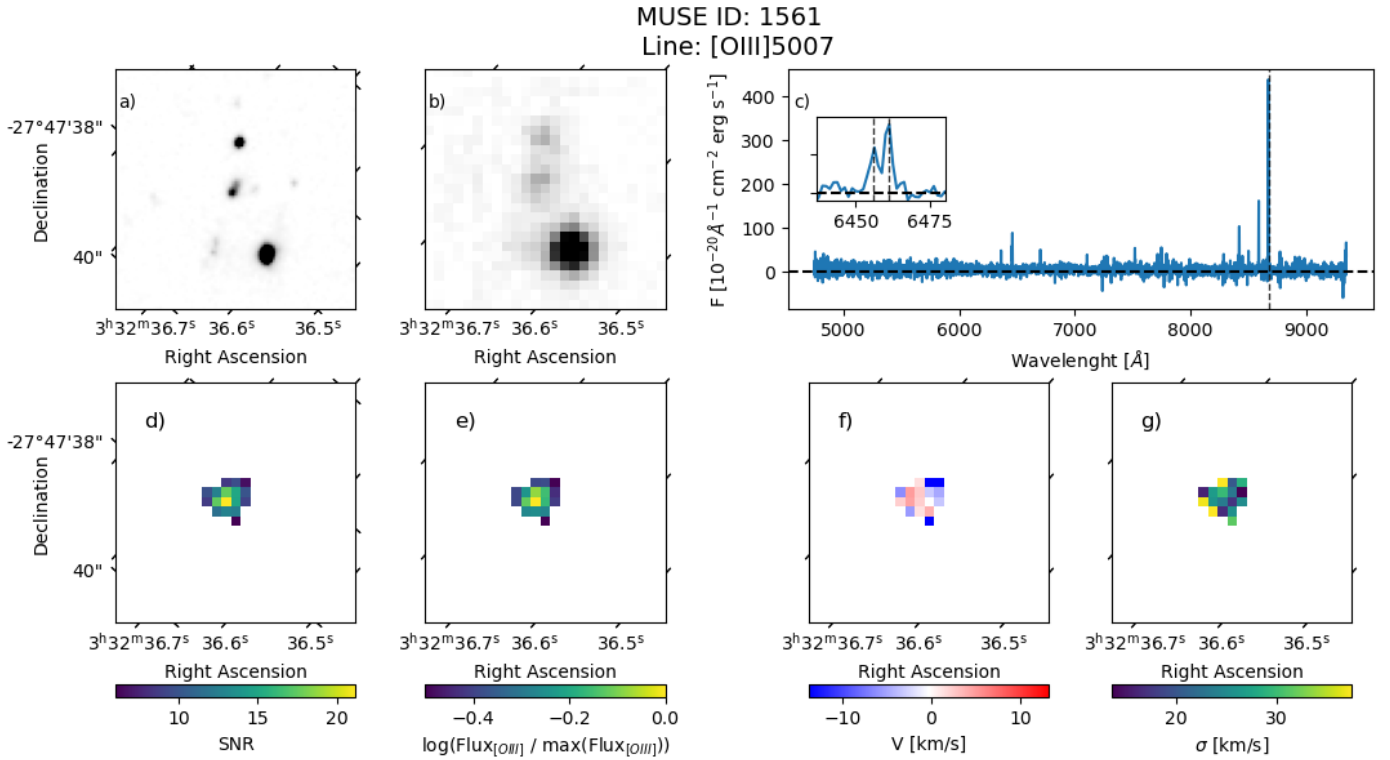 MUSE ID: 1561
Line: [OIII]5007
a)
-27°47'38"
40"
Declination
3ʰ32ᵐ36.7ˢ 36.6ˢ 36.5ˢ
Right Ascension
b)
3ʰ32ᵐ36.7ˢ 36.6ˢ 36.5ˢ
Right Ascension
c)
F [10⁻²⁰Å⁻¹ cm⁻² erg s⁻¹]
400
300
200
100
0
6450 6475
5000 6000 7000 8000 9000
Wavelenght [Å]
d)
-27°47'38"
40"
Declination
3ʰ32ᵐ36.7ˢ 36.6ˢ 36.5ˢ
Right Ascension
10 15 20
SNR
e)
3ʰ32ᵐ36.7ˢ 36.6ˢ 36.5ˢ
Right Ascension
−0.4 −0.2 0.0
log(Flux[OIII] / max(Flux[OIII]))
f)
3ʰ32ᵐ36.7ˢ 36.6ˢ 36.5ˢ
Right Ascension
−10 0 10
V [km/s]
g)
3ʰ32ᵐ36.7ˢ 36.6ˢ 36.5ˢ
Right Ascension
20 30
σ [km/s]